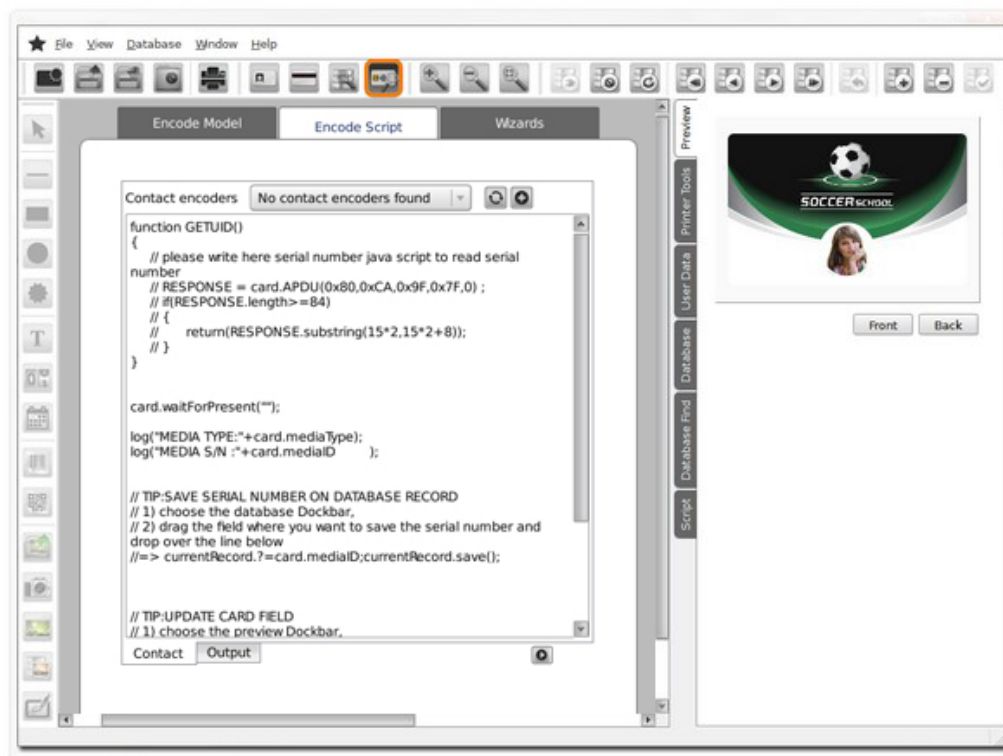 File View Database Window Help
Encode Model Encode Script Wizards
Contact encoders No contact encoders found
function GETUID()
{
// please write here serial number java script to read serial
number
// RESPONSE = card.APDU(0x80,0xCA,0x9F,0x7F,0) ;
// if(RESPONSE.length>=84)
// {
// return(RESPONSE.substring(15*2,15*2+8));
// }
}
card.waitForPresent("");
log("MEDIA TYPE:"+card.mediaType);
log("MEDIA S/N :"+card.mediaID );
// TIP:SAVE SERIAL NUMBER ON DATABASE RECORD
// 1) choose the database Dockbar,
// 2) drag the field where you want to save the serial number and
drop over the line below
//=> currentRecord.?=card.mediaID;currentRecord.save();
// TIP:UPDATE CARD FIELD
// 1) choose the preview Dockbar,
Contact Output
Preview
Printer Tools
User Data
Database
Database Find
Script
SOCCER SCHOOL
Front Back